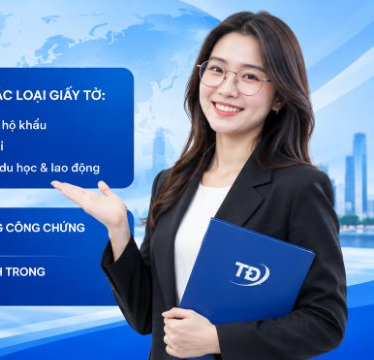 ÁC LOẠI GIẤY TỜ:
hộ khẩu
du học & lao động
CÔNG CHỨNG
TRONG
TĐ